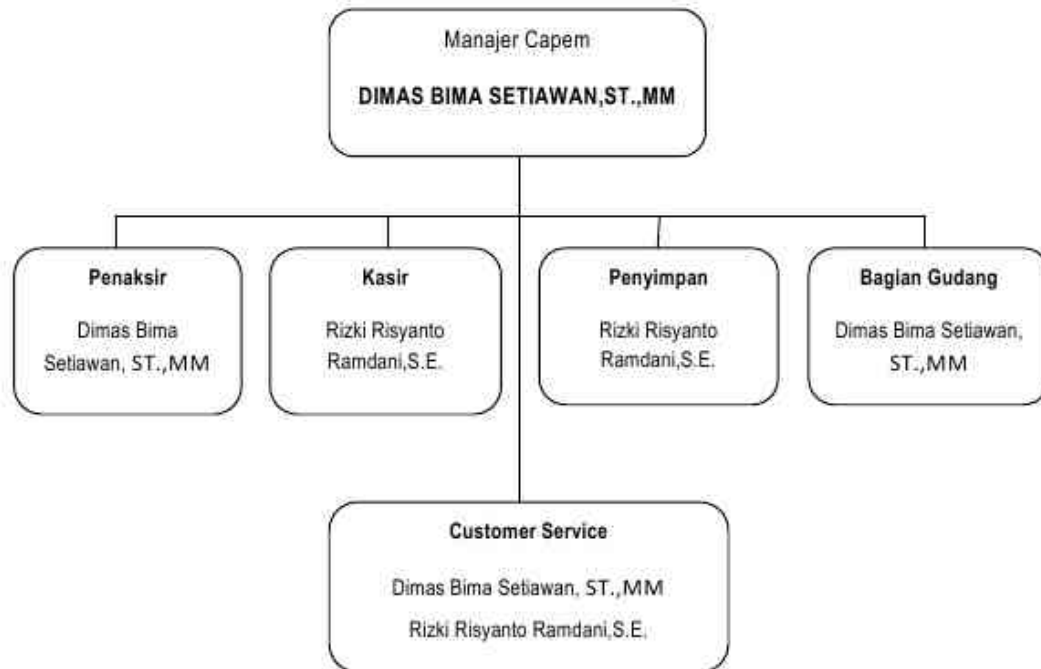 Manajer Capem
DIMAS BIMA SETIAWAN,ST.,MM
Penaksir
Dimas Bima
Setiawan, ST.,MM
Kasir
Rizki Risyanto
Ramdani,S.E.
Penyimpan
Rizki Risyanto
Ramdani,S.E.
Bagian Gudang
Dimas Bima Setiawan,
ST.,MM
Customer Service
Dimas Bima Setiawan, ST.,MM
Rizki Risyanto Ramdani,S.E.